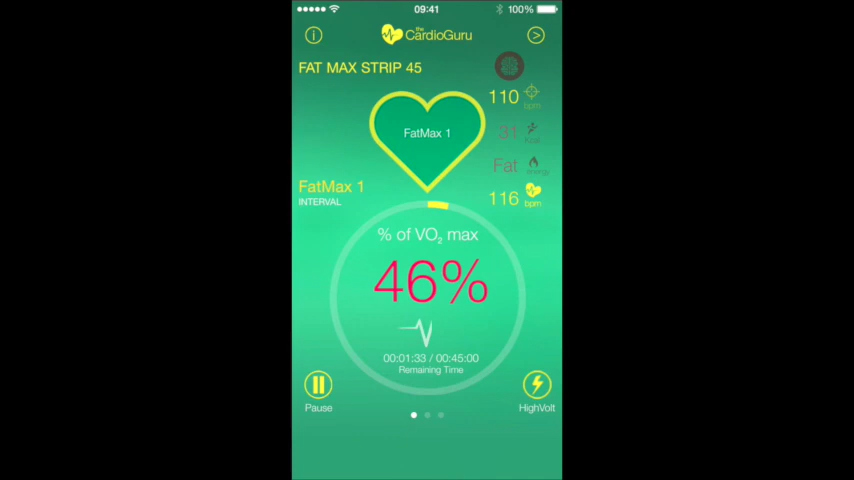 09:41
100%
i
the
CardioGuru
>
FAT MAX STRIP 45
110
bpm
FatMax 1
31
Kcal
Fat
energy
FatMax 1
INTERVAL
116
bpm
% of VO₂ max
46%
00:01:33 / 00:45:00
Remaining Time
Pause
HighVolt